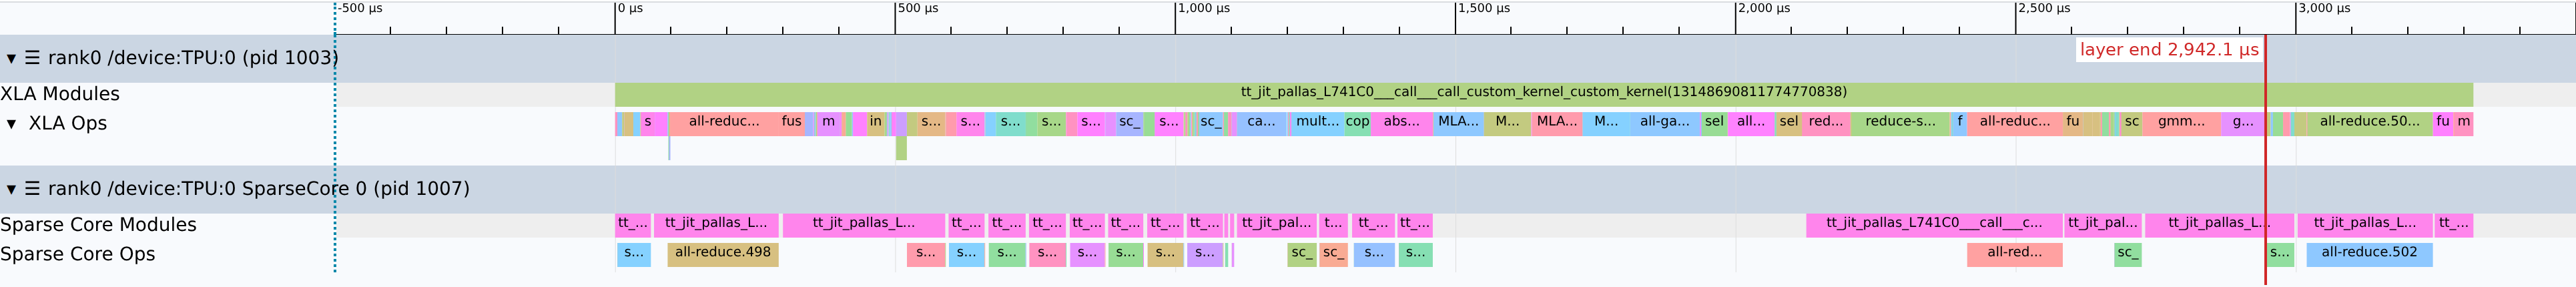 -500 µs 0 µs 500 µs 1,000 µs 1,500 µs 2,000 µs 2,500 µs 3,000 µs
▼ ☰ rank0 /device:TPU:0 (pid 1003) layer end 2,942.1 µs
XLA Modules tt_jit_pallas_L741C0___call___call_custom_kernel_custom_kernel(13148690811774770838)
▼ XLA Ops s all-reduc... fus m in s... s... s... s... s... sc_ s... sc_ ca... mult... cop abs... MLA... M... MLA... M... all-ga... sel all... sel red... reduce-s... f all-reduc... fu sc gmm... g... all-reduce.50... fu m
▼ ☰ rank0 /device:TPU:0 SparseCore 0 (pid 1007)
Sparse Core Modules tt_... tt_jit_pallas_L... tt_jit_pallas_L... tt_... tt_... tt_... tt_... tt_... tt_... tt_... tt_jit_pal... t... tt_... tt_... tt_jit_pallas_L741C0___call___c... tt_jit_pal... tt_jit_pallas_L... tt_jit_pallas_L... tt_...
Sparse Core Ops s... all-reduce.498 s... s... s... s... s... s... s... s... sc_ sc_ s... s... all-red... sc_ s... all-reduce.502